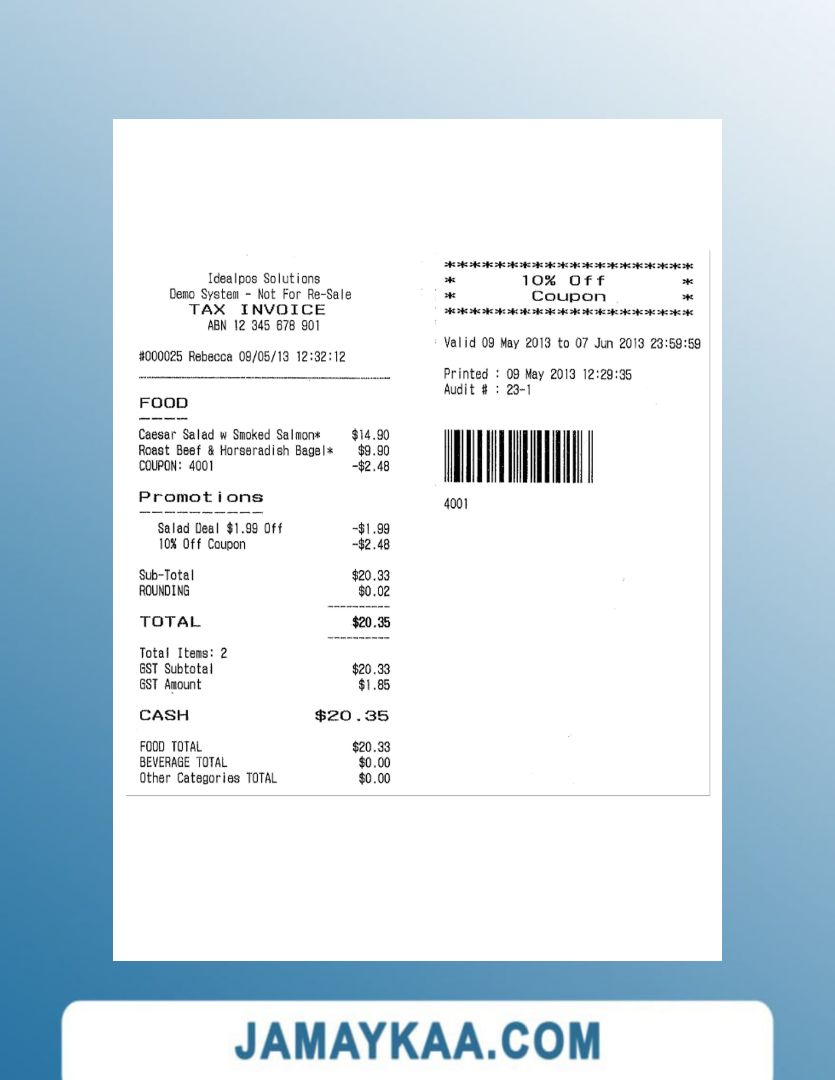 Idealpos Solutions
Demo System - Not For Re-Sale
TAX INVOICE
ABN 12 345 678 901
#000025 Rebecca 09/05/13 12:32:12
FOOD
Caesar Salad w Smoked Salmon* $14.90
Roast Beef & Horseradish Bagel* $9.90
COUPON: 4001 -$2.48
Promotions
Salad Deal $1.99 Off -$1.99
10% Off Coupon -$2.48
Sub-Total $20.33
ROUNDING $0.02
TOTAL $20.35
Total Items: 2
GST Subtotal $20.33
GST Amount $1.85
CASH $20.35
FOOD TOTAL $20.33
BEVERAGE TOTAL $0.00
Other Categories TOTAL $0.00
********************
* 10% Off *
* Coupon *
********************
Valid 09 May 2013 to 07 Jun 2013 23:59:59
Printed : 09 May 2013 12:29:35
Audit # : 23-1
4001
JAMAYKAA.COM